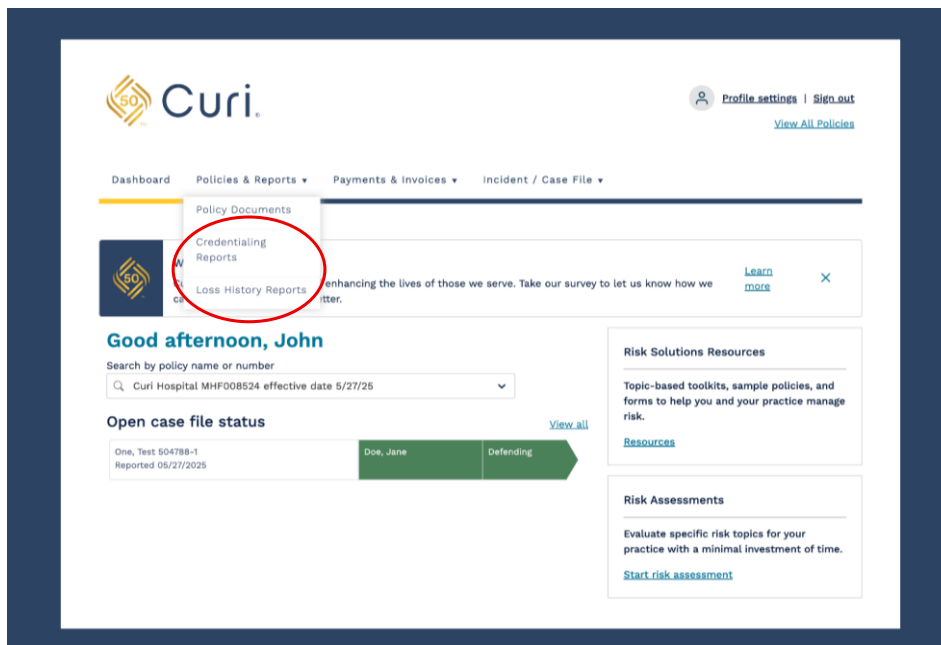 50
Curi.
Profile settings | Sign out
View All Policies
Dashboard Policies & Reports ▾ Payments & Invoices ▾ Incident / Case File ▾
Policy Documents
Credentialing
Reports
Loss History Reports
50
W
Cu
enhancing the lives of those we serve. Take our survey to let us know how we
ca
tter.
Learn
more
Good afternoon, John
Search by policy name or number
Curi Hospital MHF008524 effective date 5/27/25
Open case file status
View all
One, Test 504788-1
Reported 05/27/2025
Doe, Jane
Defending
Risk Solutions Resources
Topic-based toolkits, sample policies, and
forms to help you and your practice manage
risk.
Resources
Risk Assessments
Evaluate specific risk topics for your
practice with a minimal investment of time.
Start risk assessment